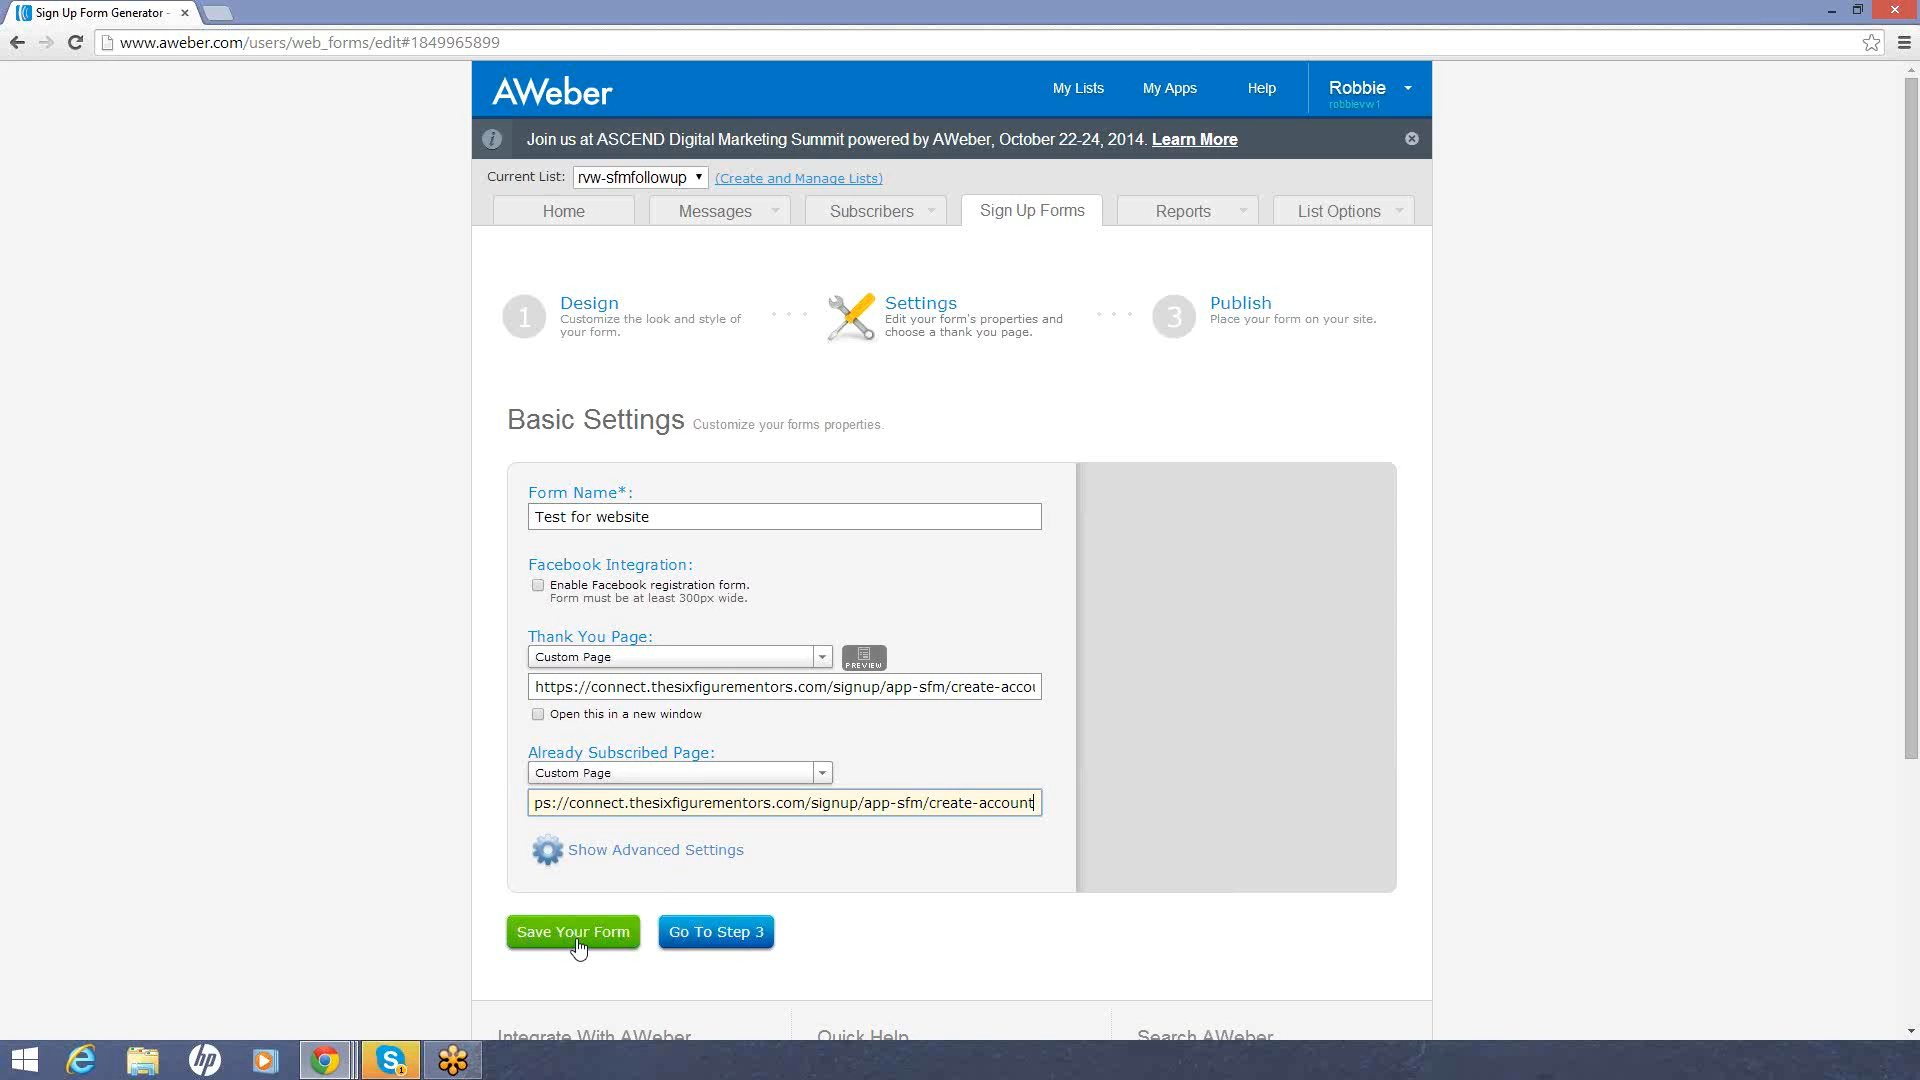 Sign Up Form Generator -
www.aweber.com/users/web_forms/edit#1849965899
AWeber
My Lists
My Apps
Help
Robbie
robbievw1
Join us at ASCEND Digital Marketing Summit powered by AWeber, October 22-24, 2014. Learn More
Current List: rvw-sfmfollowup (Create and Manage Lists)
Home
Messages
Subscribers
Sign Up Forms
Reports
List Options
1
Design
Customize the look and style of
your form.
Settings
Edit your form's properties and
choose a thank you page.
3
Publish
Place your form on your site.
Basic Settings Customize your forms properties.
Form Name*:
Test for website
Facebook Integration:
Enable Facebook registration form.
Form must be at least 300px wide.
Thank You Page:
Custom Page
PREVIEW
https://connect.thesixfigurementors.com/signup/app-sfm/create-accou
Open this in a new window
Already Subscribed Page:
Custom Page
ps://connect.thesixfigurementors.com/signup/app-sfm/create-account
Show Advanced Settings
Save Your Form
Go To Step 3
Integrate With AWeber
Quick Help
Search AWeber
hp
S
1